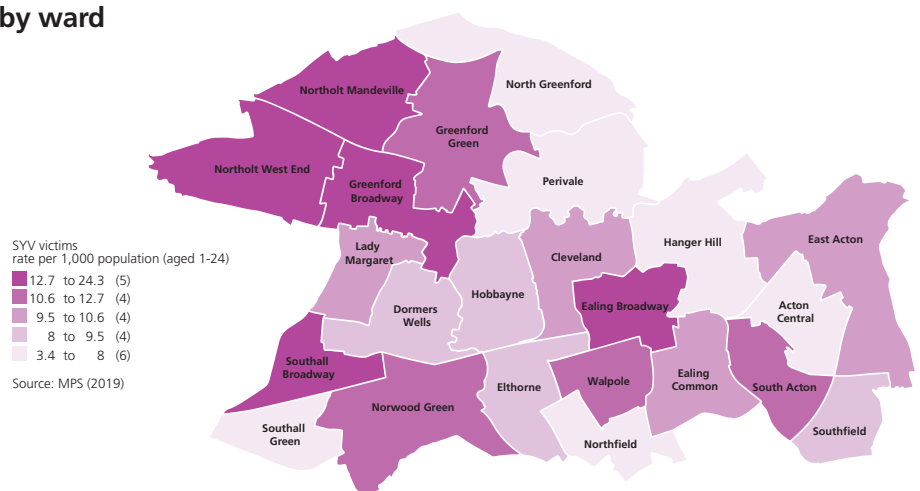 by ward
North Greenford
Northolt Mandeville
Greenford
Green
Northolt West End
Greenford
Broadway
Perivale
Lady
Margaret
Hanger Hill
East Acton
Cleveland
Hobbayne
Dormers
Wells
Ealing Broadway
Acton
Central
Southall
Broadway
Elthorne
Walpole
Ealing
Common
South Acton
Norwood Green
Southall
Green
Northfield
Southfield
SYV victims
rate per 1,000 population (aged 1-24)
12.7 to 24.3 (5)
10.6 to 12.7 (4)
9.5 to 10.6 (4)
8 to 9.5 (4)
3.4 to 8 (6)
Source: MPS (2019)